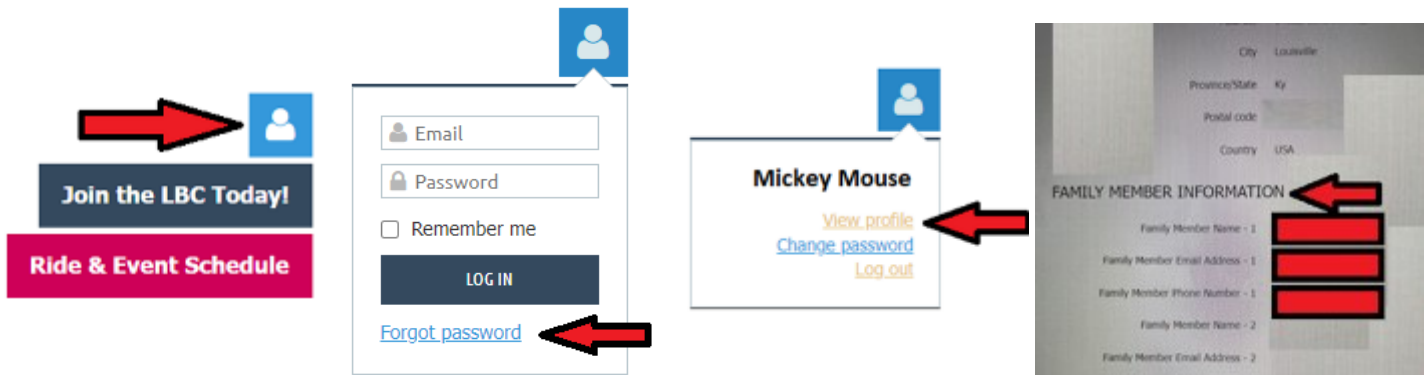 Join the LBC Today!
Ride & Event Schedule
Email
Password
Remember me
LOG IN
Forgot password
Mickey Mouse
View profile
Change password
Log out
City Louisville
Province/State Ky
Postal code
Country USA
FAMILY MEMBER INFORMATION
Family Member Name - 1
Family Member Email Address - 1
Family Member Phone Number - 1
Family Member Name - 2
Family Member Email Address - 2